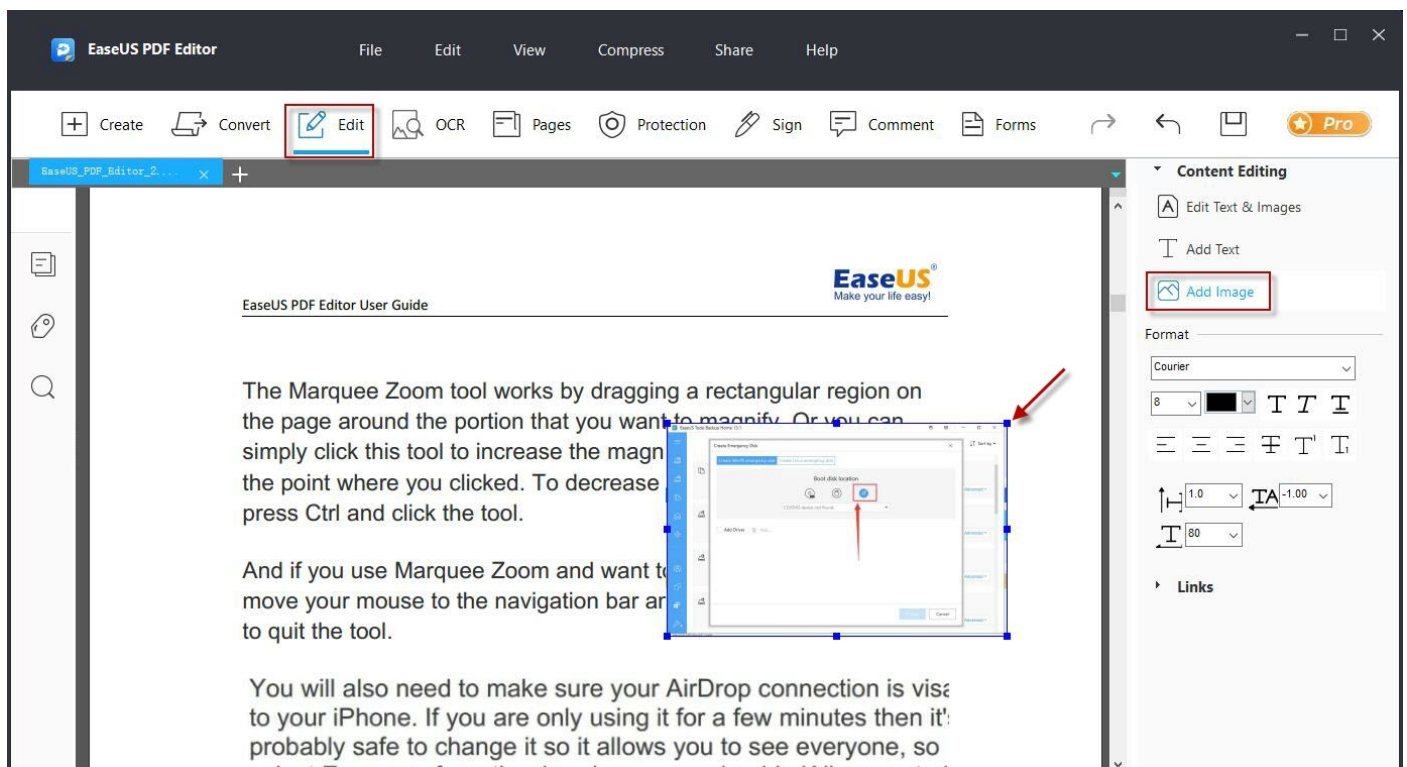 EaseUS PDF Editor
File Edit View Compress Share Help
Create Convert Edit OCR Pages Protection Sign Comment Forms Pro
EaseUS_PDF_Editor_2....
Content Editing
Edit Text & Images
Add Text
Add Image
Format
Courier
8
1.0 -1.00
80
Links
EaseUS®
Make your life easy!
EaseUS PDF Editor User Guide
The Marquee Zoom tool works by dragging a rectangular region on
the page around the portion that you want to magnify. Or you can
simply click this tool to increase the magn
the point where you clicked. To decrease
press Ctrl and click the tool.
And if you use Marquee Zoom and want to
move your mouse to the navigation bar an
to quit the tool.
Create Emergency Disk
Sort by
Boot disk location
Add Driver
Cancel
You will also need to make sure your AirDrop connection is visa
to your iPhone. If you are only using it for a few minutes then it's
probably safe to change it so it allows you to see everyone, so